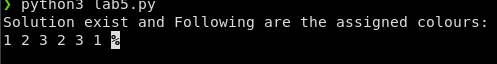 ❯ python3 lab5.py
Solution exist and Following are the assigned colours:
1 2 3 2 3 1 %